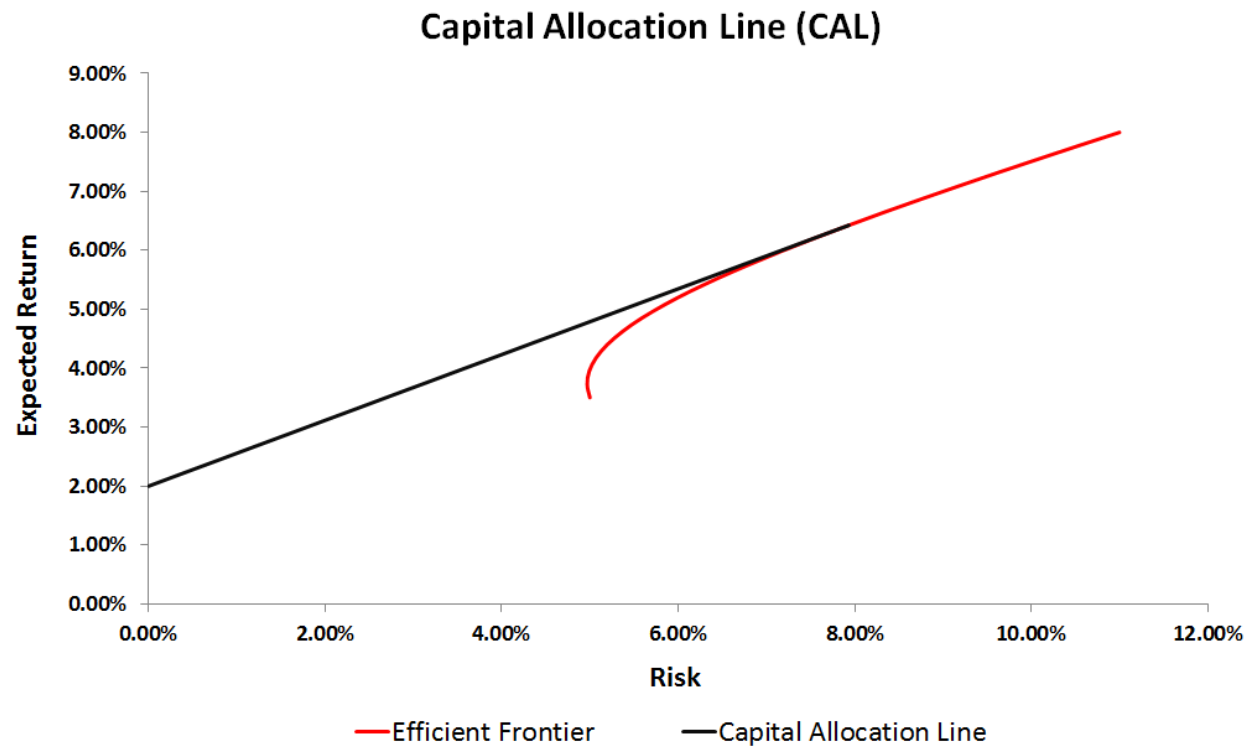 Capital Allocation Line (CAL)
9.00%
8.00%
7.00%
6.00%
5.00%
4.00%
3.00%
2.00%
1.00%
0.00%
Expected Return
0.00% 2.00% 4.00% 6.00% 8.00% 10.00% 12.00%
Risk
Efficient Frontier Capital Allocation Line